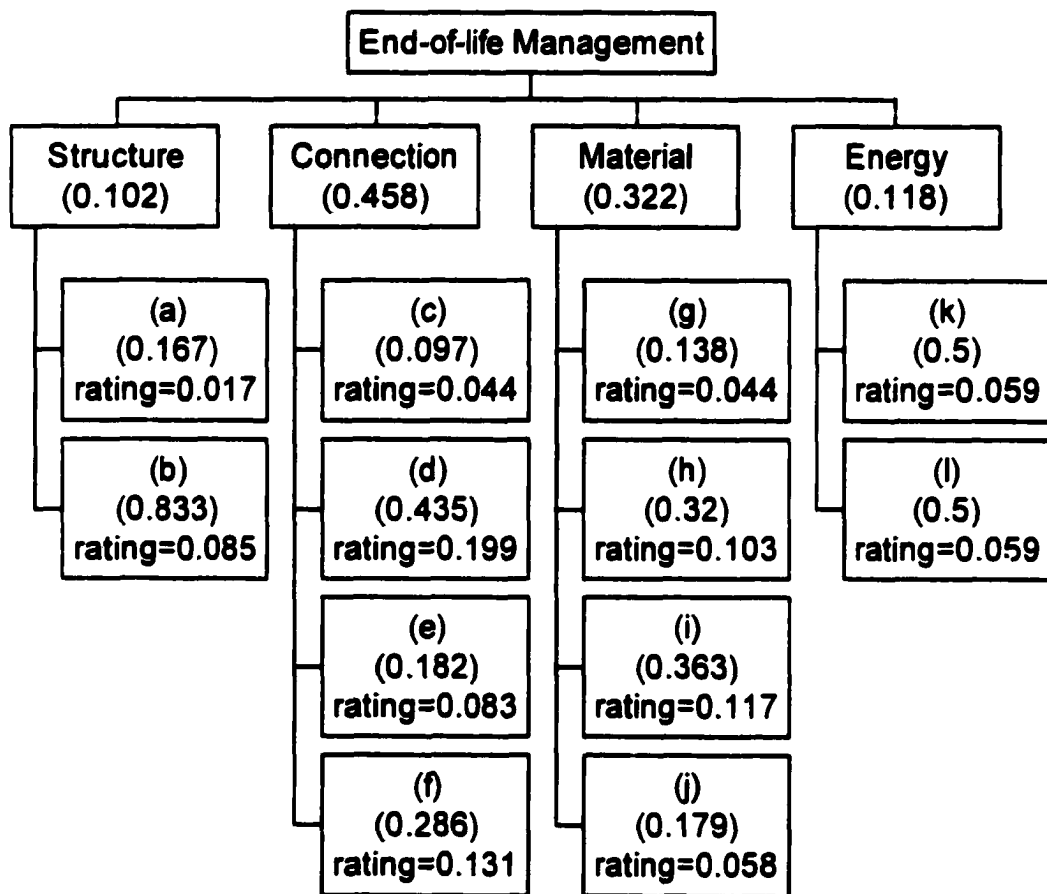 End-of-life Management
Structure
(0.102)
Connection
(0.458)
Material
(0.322)
Energy
(0.118)
(a)
(0.167)
rating=0.017
(b)
(0.833)
rating=0.085
(c)
(0.097)
rating=0.044
(d)
(0.435)
rating=0.199
(e)
(0.182)
rating=0.083
(f)
(0.286)
rating=0.131
(g)
(0.138)
rating=0.044
(h)
(0.32)
rating=0.103
(i)
(0.363)
rating=0.117
(j)
(0.179)
rating=0.058
(k)
(0.5)
rating=0.059
(l)
(0.5)
rating=0.059